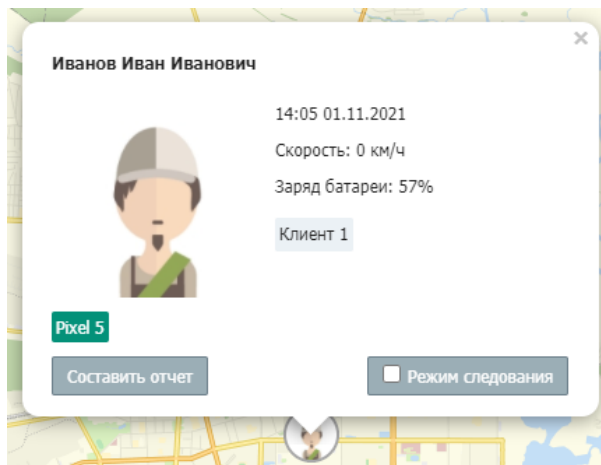 Иванов Иван Иванович
14:05 01.11.2021
Скорость: 0 км/ч
Заряд батареи: 57%
Клиент 1
Pixel 5
Составить отчет
Режим следования